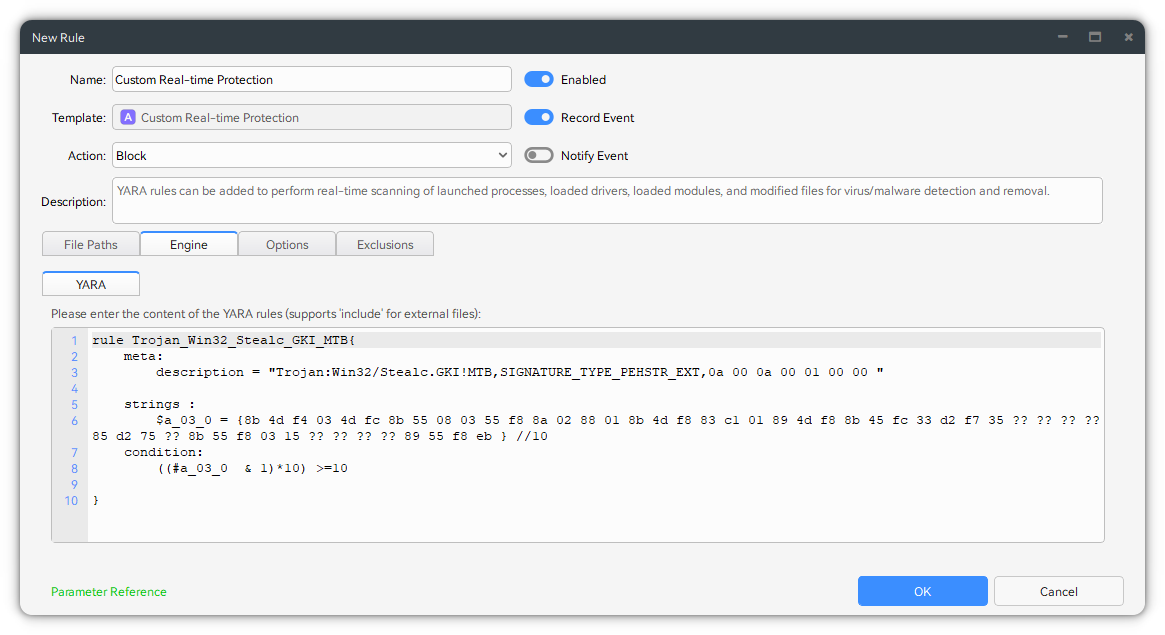 New Rule
Name: Custom Real-time Protection Enabled
Template: A Custom Real-time Protection Record Event
Action: Block Notify Event
Description: YARA rules can be added to perform real-time scanning of launched processes, loaded drivers, loaded modules, and modified files for virus/malware detection and removal.
File Paths Engine Options Exclusions
YARA
Please enter the content of the YARA rules (supports 'include' for external files):
1 rule Trojan_Win32_Stealc_GKI_MTB{
2 meta:
3 description = "Trojan:Win32/Stealc.GKI!MTB,SIGNATURE_TYPE_PEHSTR_EXT,0a 00 0a 00 01 00 00 "
4
5 strings :
6 $a_03_0 = {8b 4d f4 03 4d fc 8b 55 08 03 55 f8 8a 02 88 01 8b 4d f8 83 c1 01 89 4d f8 8b 45 fc 33 d2 f7 35 ?? ?? ?? ??
85 d2 75 ?? 8b 55 f8 03 15 ?? ?? ?? ?? 89 55 f8 eb } //10
7 condition:
8 ((#a_03_0  & 1)*10) >=10
9
10 }
Parameter Reference OK Cancel